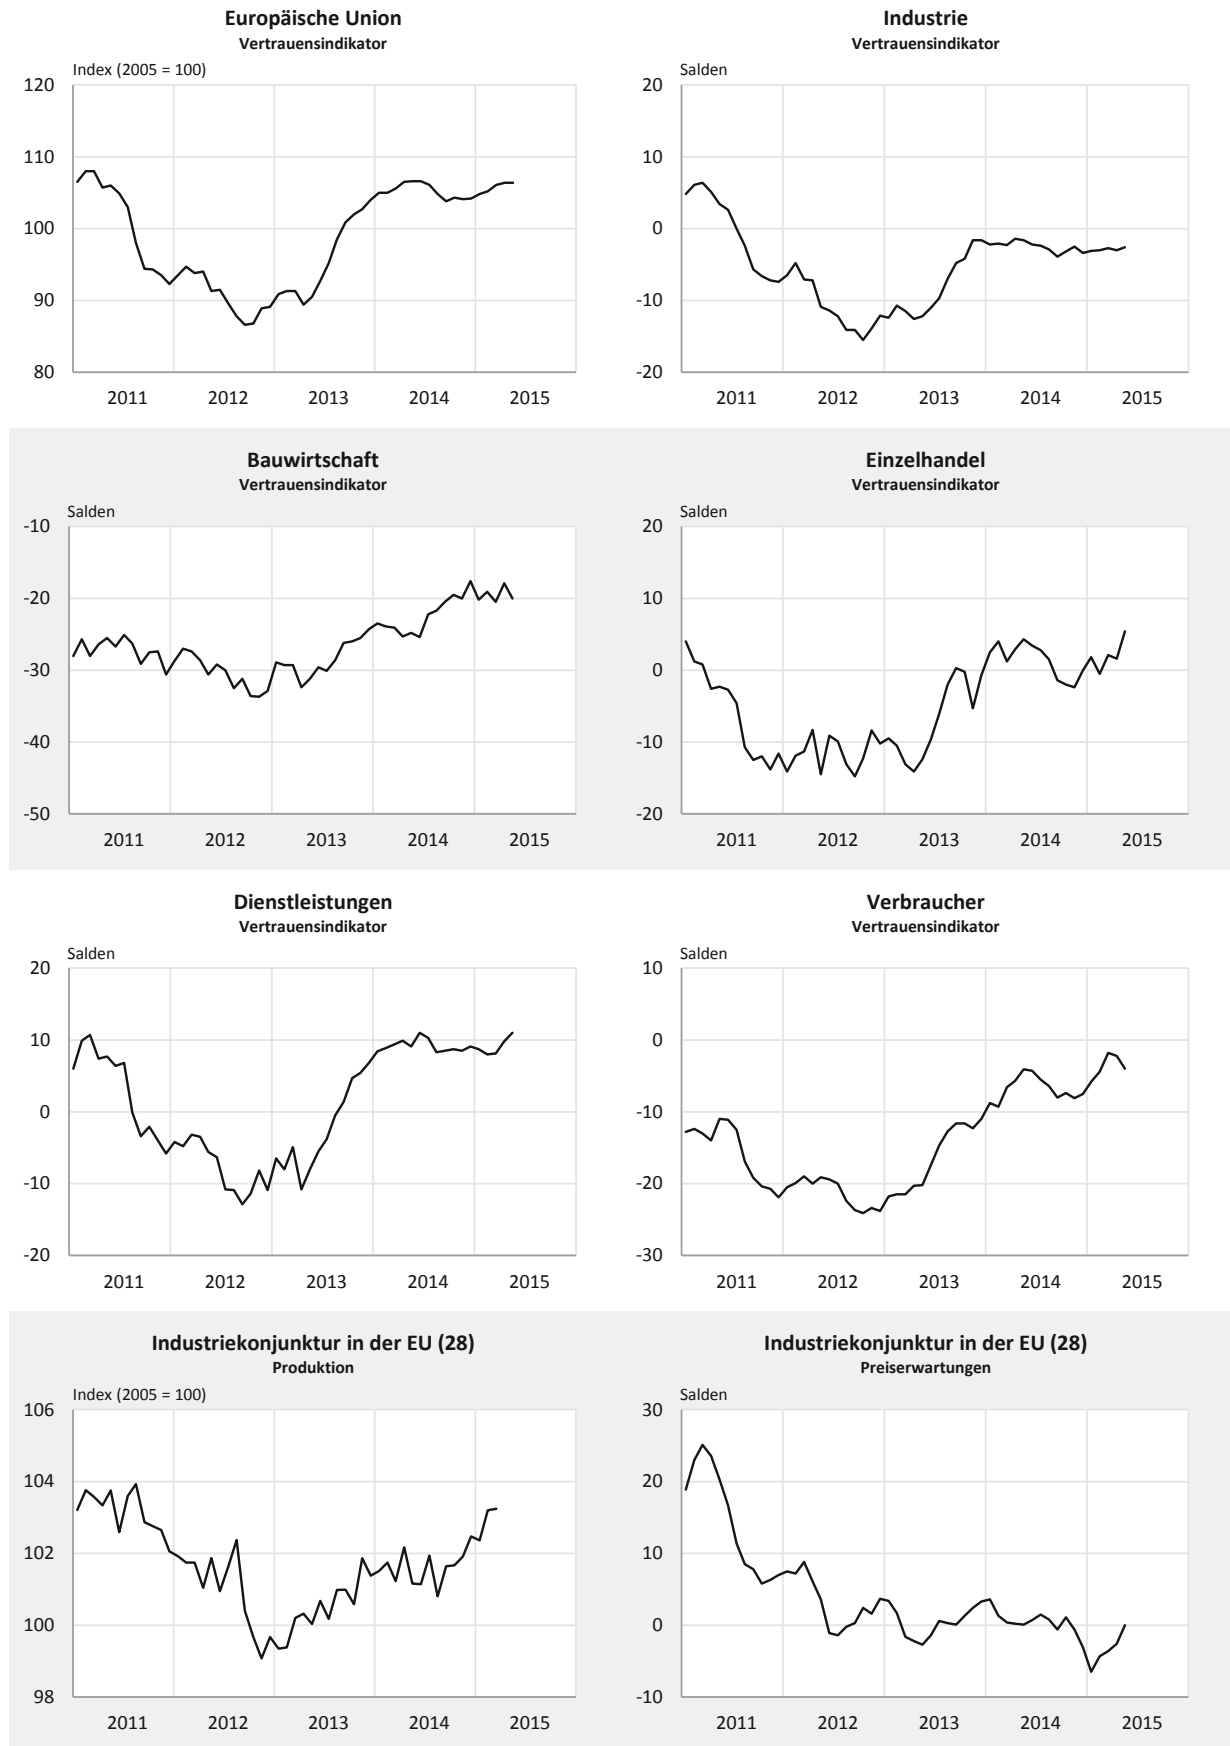 Europäische Union
Vertrauensindikator
Index (2005 = 100)
120
110
100
90
80
2011 2012 2013 2014 2015
Industrie
Vertrauensindikator
Salden
20
10
0
-10
-20
2011 2012 2013 2014 2015
Bauwirtschaft
Vertrauensindikator
Salden
-10
-20
-30
-40
-50
2011 2012 2013 2014 2015
Einzelhandel
Vertrauensindikator
Salden
20
10
0
-10
-20
2011 2012 2013 2014 2015
Dienstleistungen
Vertrauensindikator
Salden
20
10
0
-10
-20
2011 2012 2013 2014 2015
Verbraucher
Vertrauensindikator
Salden
10
0
-10
-20
-30
2011 2012 2013 2014 2015
Industriekonjunktur in der EU (28)
Produktion
Index (2005 = 100)
106
104
102
100
98
2011 2012 2013 2014 2015
Industriekonjunktur in der EU (28)
Preiserwartungen
Salden
30
20
10
0
-10
2011 2012 2013 2014 2015